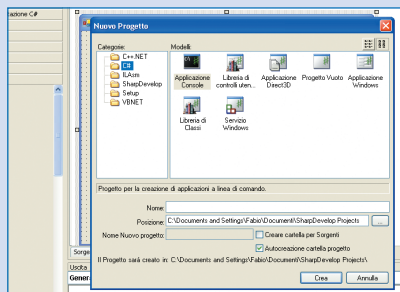 cazione C#
Nuovo Progetto
Categorie:
Modelli:
C++.NET
C#
ILAsm
SharpDevelop
Setup
VBNET
Applicazione Console
Libreria di controlli uten...
Applicazione Direct3D
Progetto Vuoto
Applicazione Windows
Libreria di Classi
Servizio Windows
Progetto per la creazione di applicazioni a linea di comando.
Nome:
Posizione:
C:\Documents and Settings\Fabio\Documenti\SharpDevelop Projects
...
Nome Nuovo progetto:
Creare cartella per Sorgenti
Autocreazione cartella progetto
Il Progetto sarà creato in: C:\Documents and Settings\Fabio\Documenti\SharpDevelop Projects\
Crea
Annulla
Sorge
Uscita
Gener